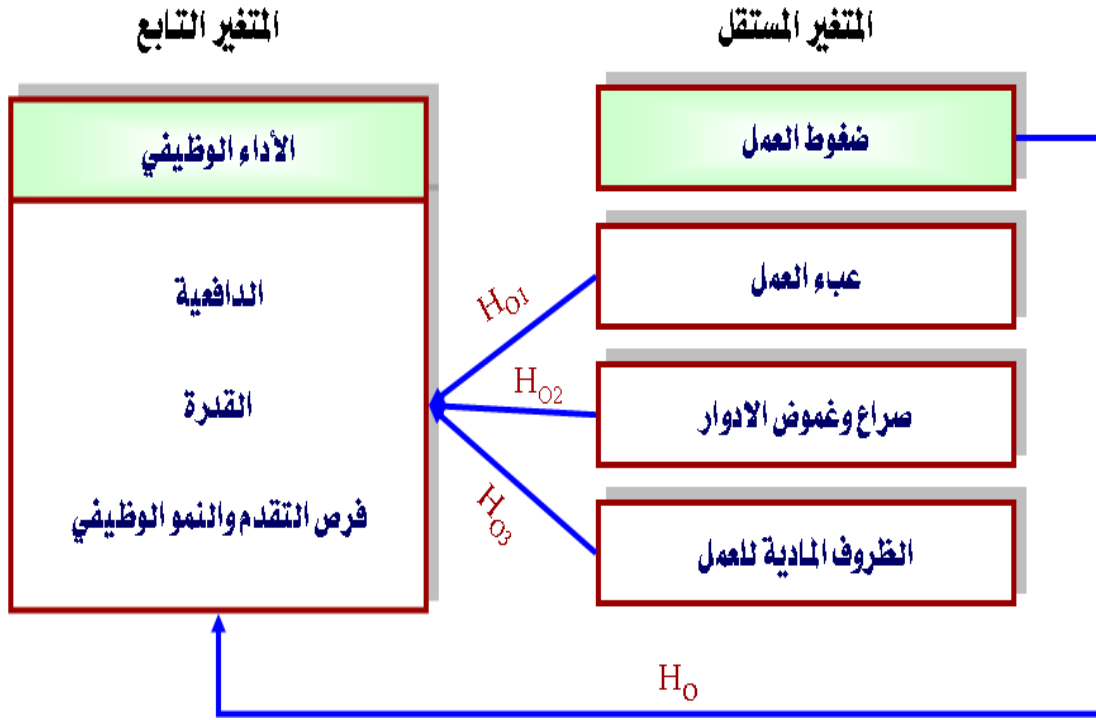 المتغير المستقل
المتغير التابع
ضغوط العمل
عبء العمل
صراع وغموض الادوار
الظروف المادية للعمل
الأداء الوظيفي
الدافعية
القدرة
فرص التقدم والنمو الوظيفي
HO1
HO2
HO3
HO